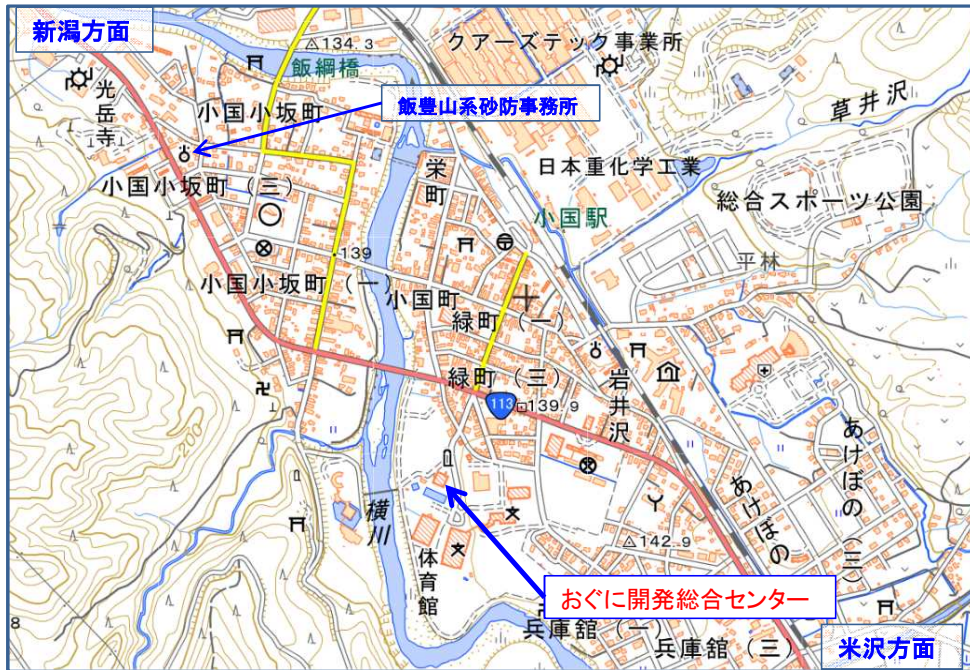 新潟方面
134.3
クアーズテック事業所
飯綱橋
光岳寺
小国小坂町
飯豊山系砂防事務所
草井沢
栄町
日本重化学工業
小国小坂町(三)
総合スポーツ公園
小国駅
139
平林
小国小坂町(一)
小国町
緑町(一)
緑町(三)
岩井沢
113
139.9
200
あけぼの(三)
あけぼの
横川
142.9
体育館
おぐに開発総合センター
兵庫舘(一)
8
兵庫舘(三)
米沢方面